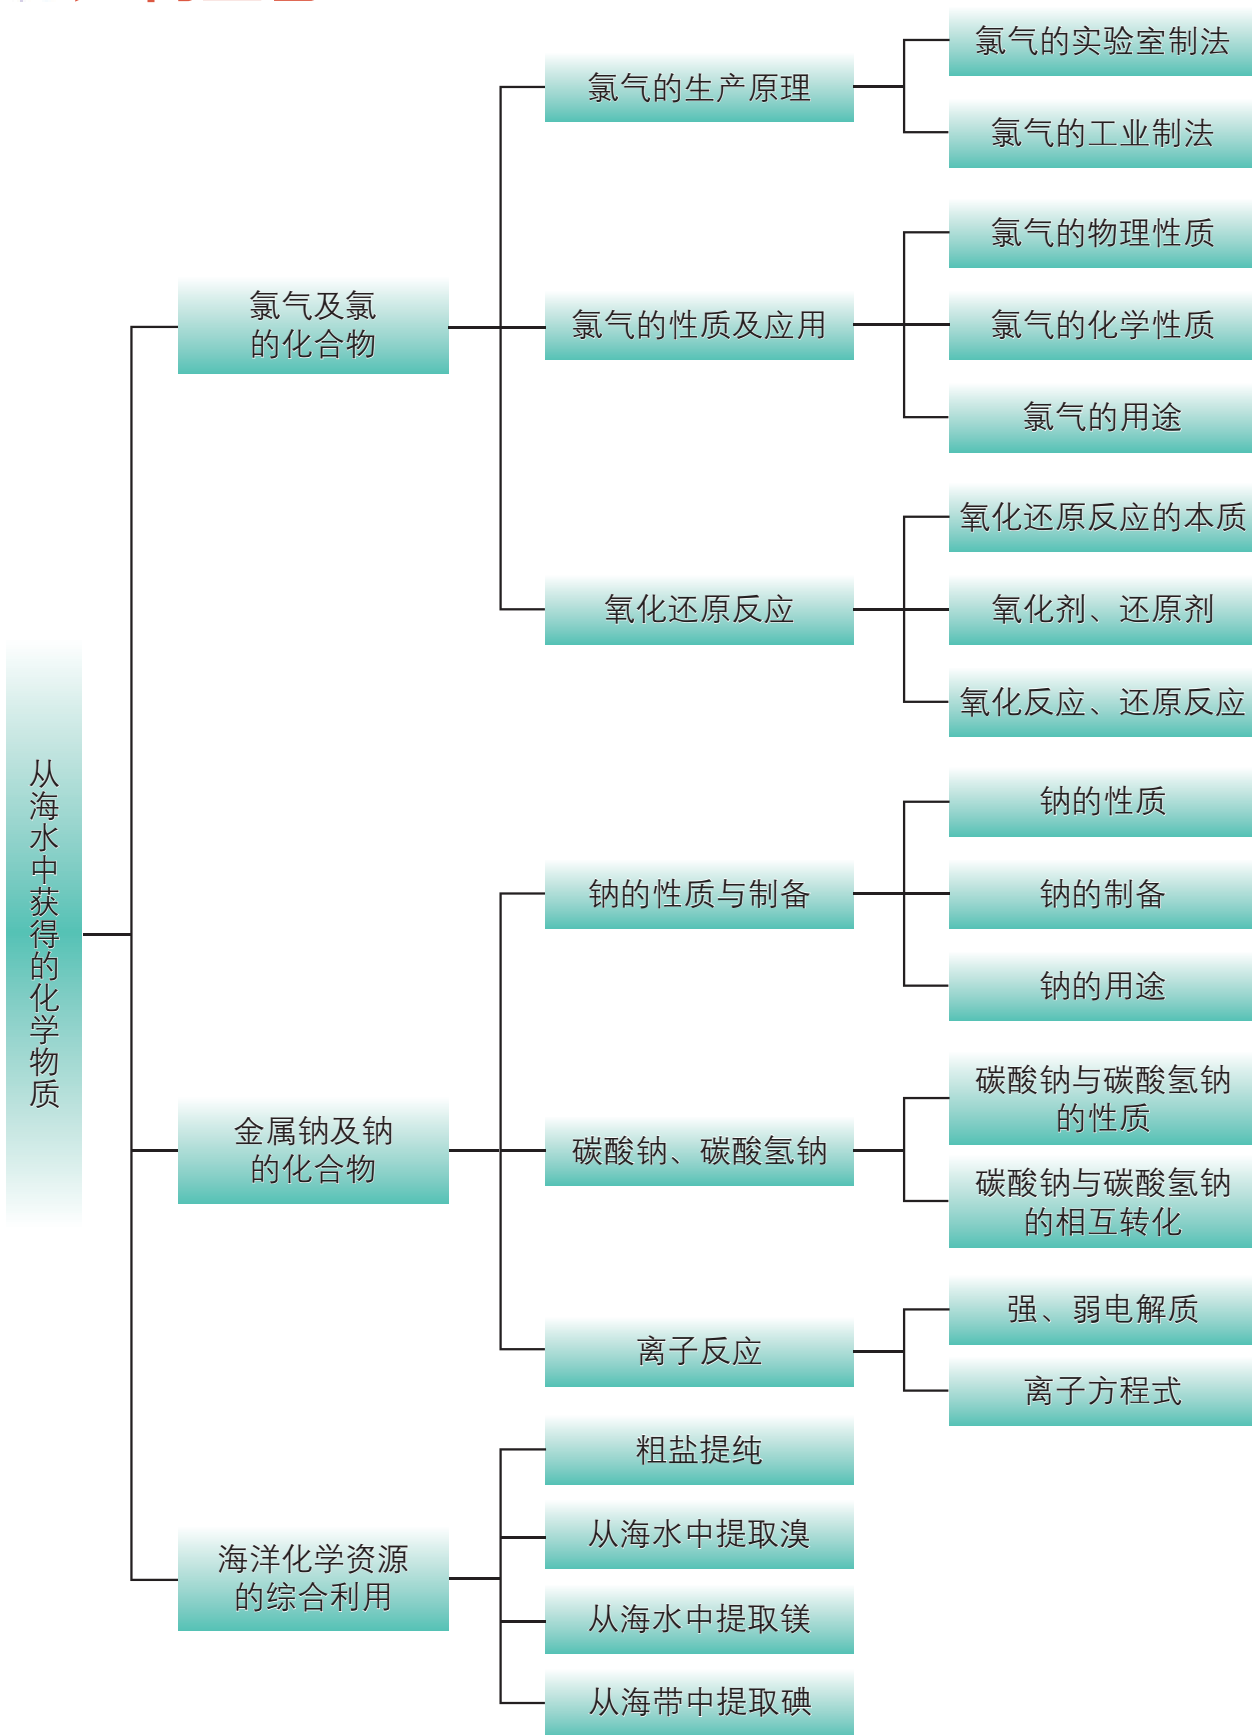 从海水中获得的化学物质
氯气及氯
的化合物
氯气的生产原理
氯气的实验室制法
氯气的工业制法
氯气的性质及应用
氯气的物理性质
氯气的化学性质
氯气的用途
氧化还原反应
氧化还原反应的本质
氧化剂、还原剂
氧化反应、还原反应
金属钠及钠
的化合物
钠的性质与制备
钠的性质
钠的制备
钠的用途
碳酸钠、碳酸氢钠
碳酸钠与碳酸氢钠
的性质
碳酸钠与碳酸氢钠
的相互转化
离子反应
强、弱电解质
离子方程式
海洋化学资源
的综合利用
粗盐提纯
从海水中提取溴
从海水中提取镁
从海带中提取碘